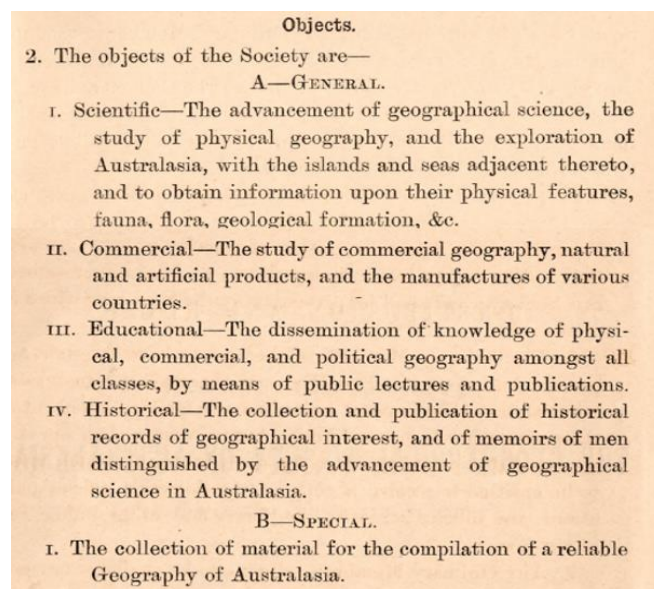 Objects.
2. The objects of the Society are—
A—GENERAL.
I. Scientific—The advancement of geographical science, the
study of physical geography, and the exploration of
Australasia, with the islands and seas adjacent thereto,
and to obtain information upon their physical features,
fauna, flora, geological formation, &c.
II. Commercial—The study of commercial geography, natural
and artificial products, and the manufactures of various
countries.
III. Educational—The dissemination of knowledge of physi-
cal, commercial, and political geography amongst all
classes, by means of public lectures and publications.
IV. Historical—The collection and publication of historical
records of geographical interest, and of memoirs of men
distinguished by the advancement of geographical
science in Australasia.
B—SPECIAL.
I. The collection of material for the compilation of a reliable
Geography of Australasia.